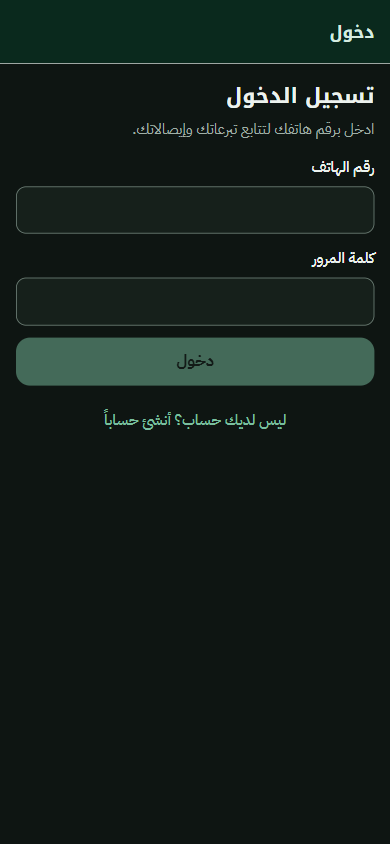 دخول
تسجيل الدخول
ادخل برقم هاتفك لتتابع تبرعاتك وإيصالاتك.
رقم الهاتف
كلمة المرور
دخول
ليس لديك حساب؟ أنشئ حساباً